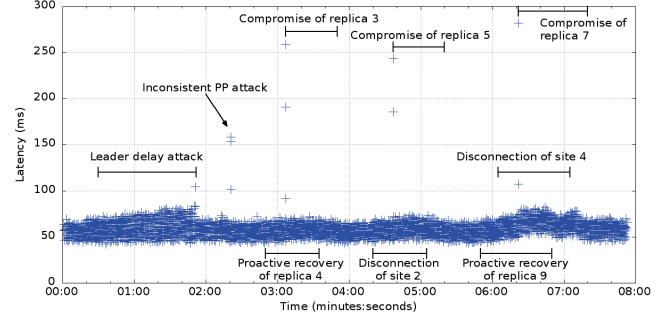 300
Compromise of replica 3
Compromise of
replica 7
Compromise of replica 5
250
Inconsistent PP attack
200
Latency (ms)
150
Leader delay attack
Disconnection of site 4
100
50
Proactive recovery
of replica 4
Disconnection
of site 2
Proactive recovery
of replica 9
0
00:00 01:00 02:00 03:00 04:00 05:00 06:00 07:00 08:00
Time (minutes:seconds)